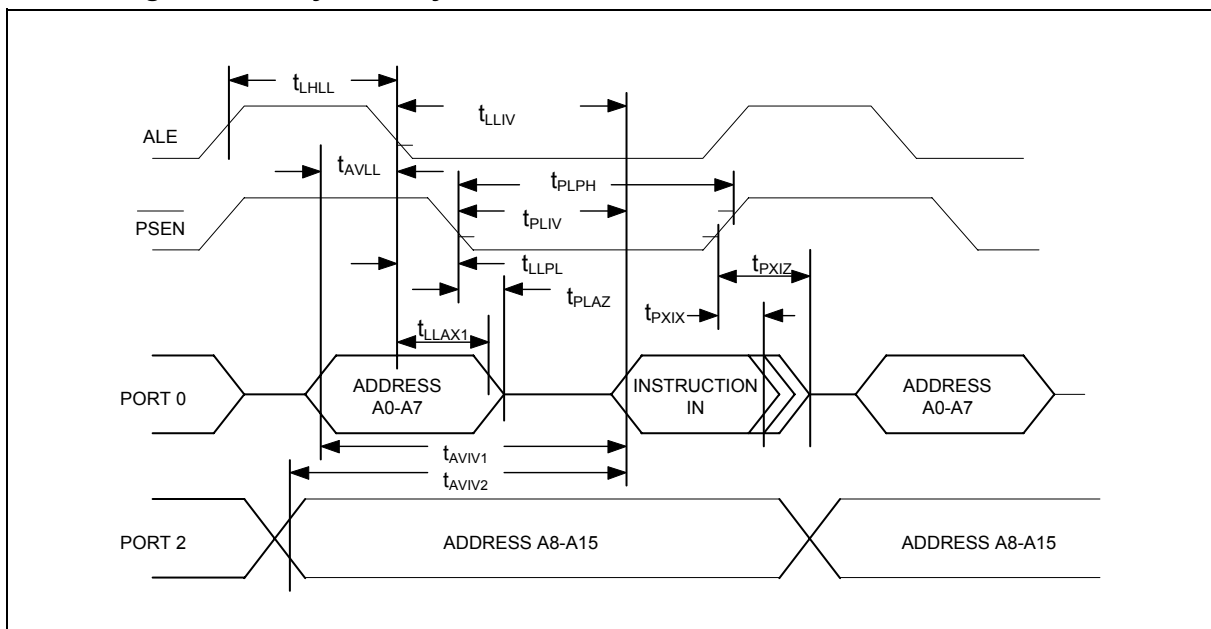 tLHLL
tLLIV
ALE
tAVLL
tPLPH
PSEN
tPLIV
tLLPL
tPXIZ
tPLAZ
tPXIX
tLLAX1
PORT 0
ADDRESS
A0-A7
INSTRUCTION
IN
ADDRESS
A0-A7
tAVIV1
tAVIV2
PORT 2
ADDRESS A8-A15
ADDRESS A8-A15